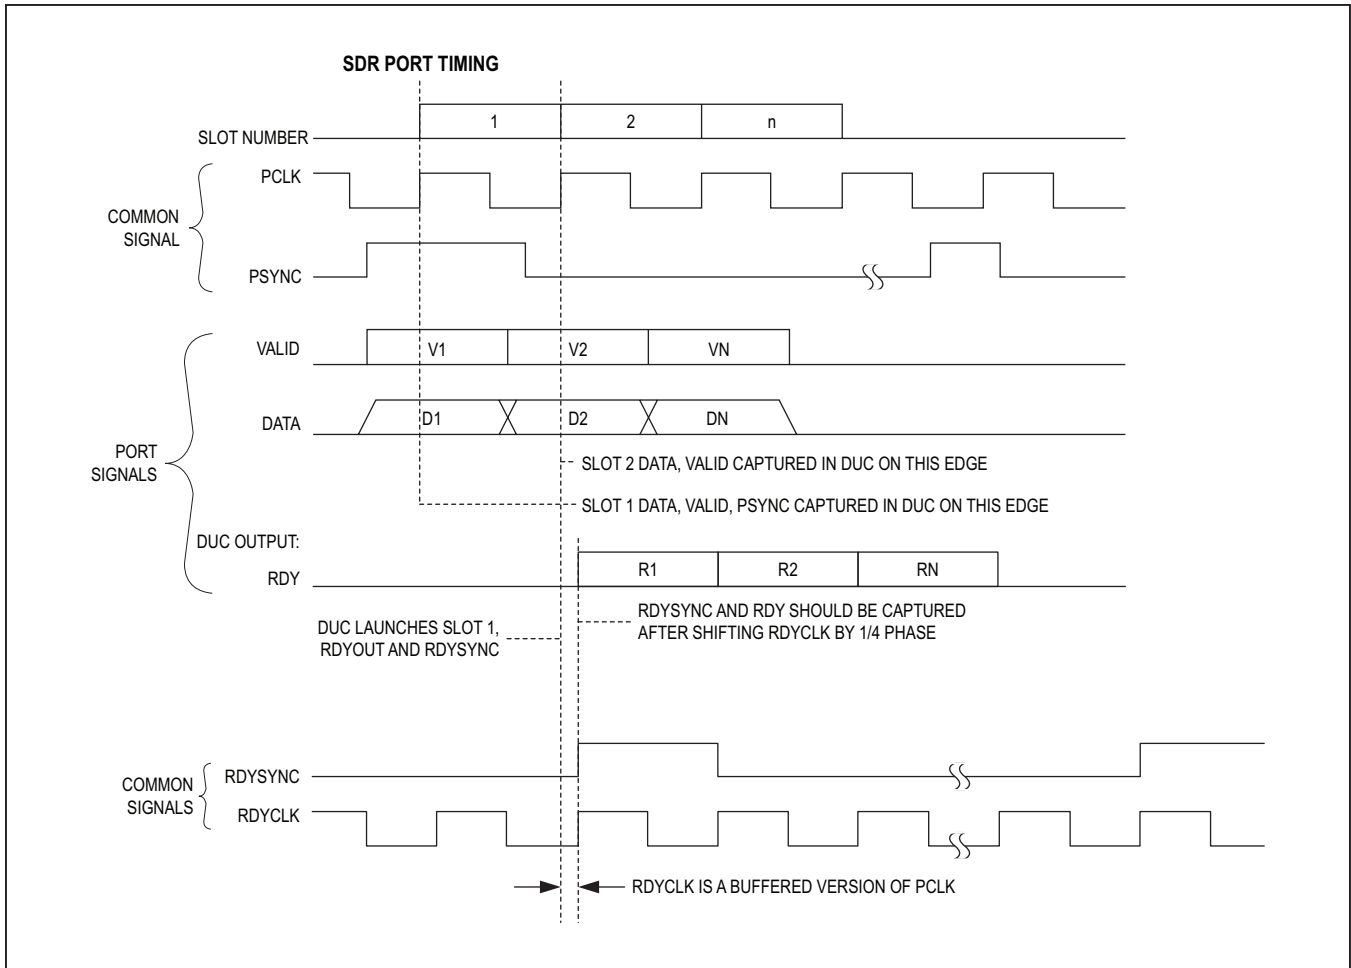 SDR PORT TIMING
SLOT NUMBER
1
2
n
PCLK
COMMON
SIGNAL
PSYNC
VALID
V1
V2
VN
DATA
D1
D2
DN
PORT
SIGNALS
SLOT 2 DATA, VALID CAPTURED IN DUC ON THIS EDGE
SLOT 1 DATA, VALID, PSYNC CAPTURED IN DUC ON THIS EDGE
DUC OUTPUT:
RDY
R1
R2
RN
DUC LAUNCHES SLOT 1,
RDYOUT AND RDYSYNC
RDYSYNC AND RDY SHOULD BE CAPTURED
AFTER SHIFTING RDYCLK BY 1/4 PHASE
COMMON
SIGNALS
RDYSYNC
RDYCLK
RDYCLK IS A BUFFERED VERSION OF PCLK